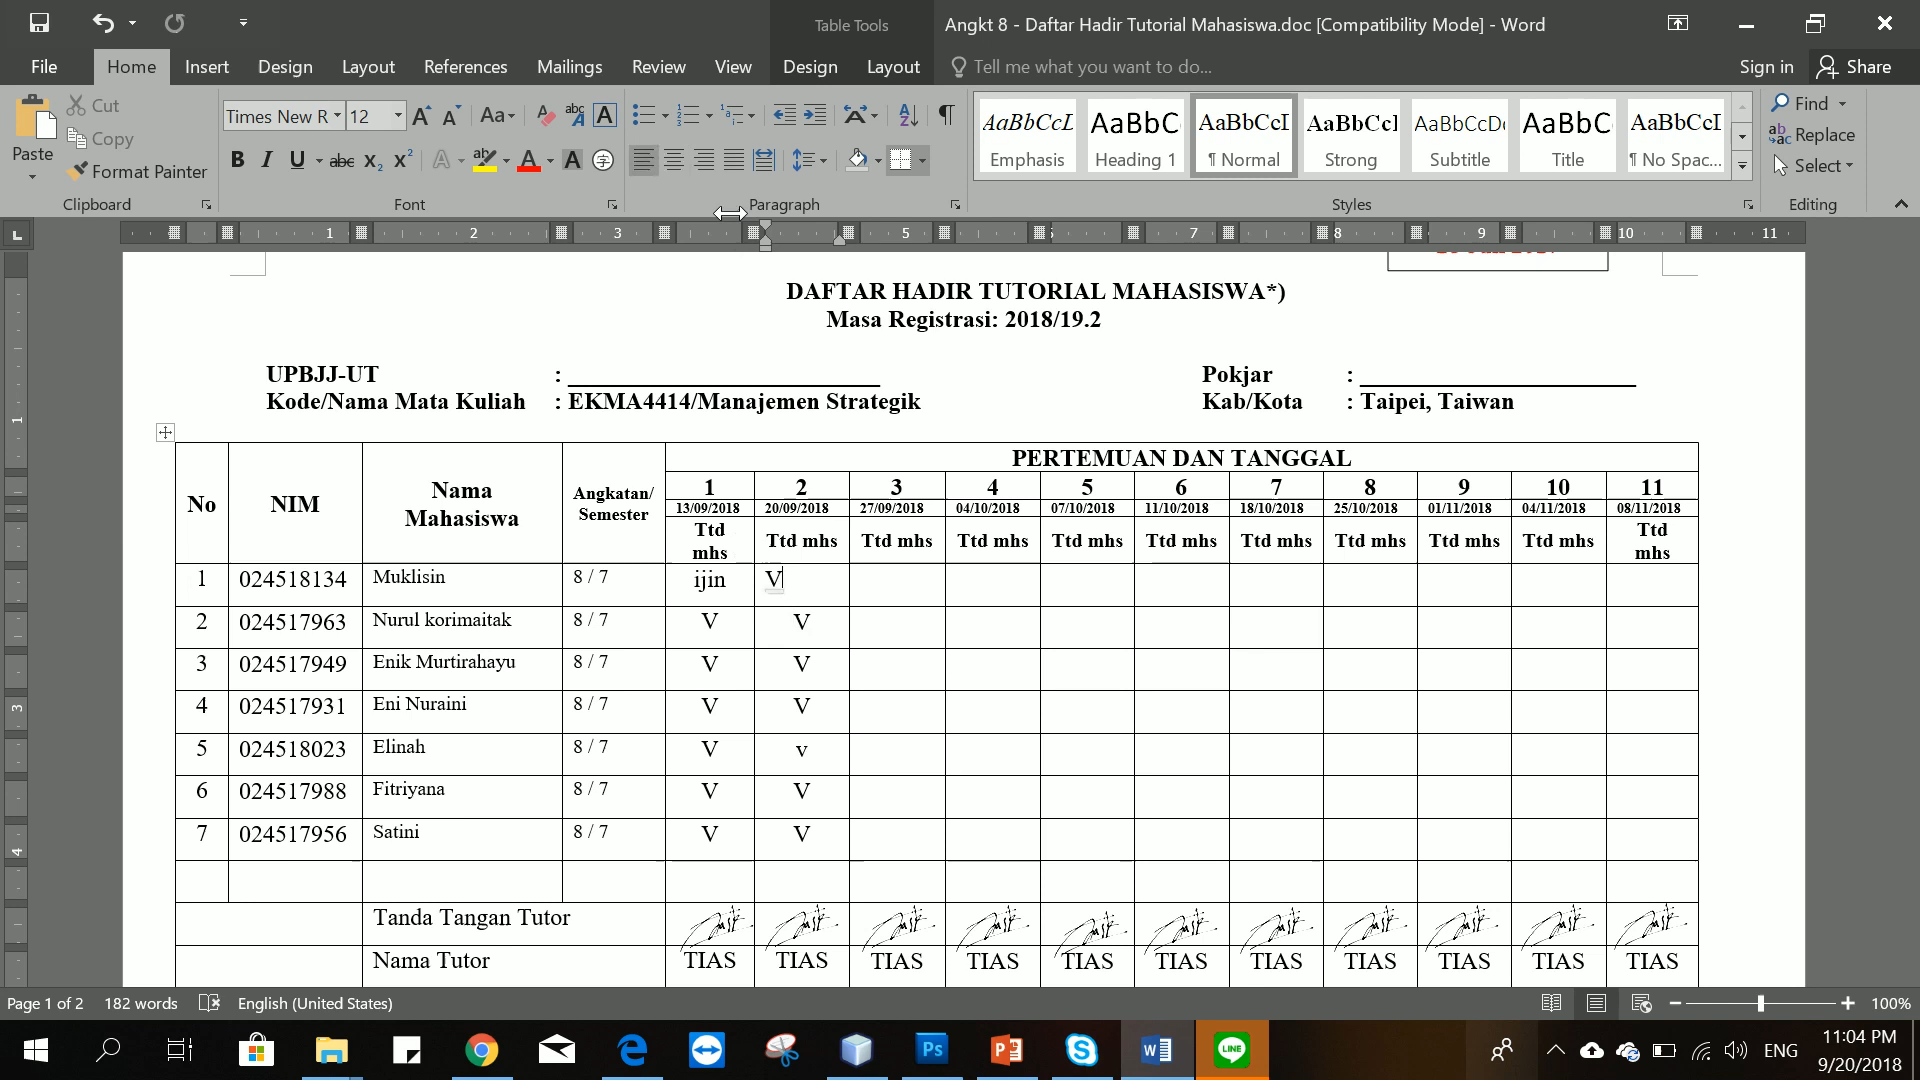 Table Tools
Angkt 8 - Daftar Hadir Tutorial Mahasiswa.doc [Compatibility Mode] - Word
File Home Insert Design Layout References Mailings Review View Design Layout Tell me what you want to do... Sign in Share
Paste
Cut
Copy
Format Painter
Clipboard
Times New R 12
Font
Paragraph
AaBbCcL AaBbC AaBbCcI AaBbCcI AaBbCcD AaBbC AaBbCcI
Emphasis Heading 1 ¶ Normal Strong Subtitle Title ¶ No Spac...
Styles
Find
Replace
Select
Editing
1 2 3 5 7 8 9 10 11
DAFTAR HADIR TUTORIAL MAHASISWA*)
Masa Registrasi: 2018/19.2
UPBJJ-UT : Pokjar :
Kode/Nama Mata Kuliah : EKMA4414/Manajemen Strategik Kab/Kota : Taipei, Taiwan
No NIM Nama Mahasiswa Angkatan/ Semester PERTEMUAN DAN TANGGAL
1 2 3 4 5 6 7 8 9 10 11
13/09/2018 20/09/2018 27/09/2018 04/10/2018 07/10/2018 11/10/2018 18/10/2018 25/10/2018 01/11/2018 04/11/2018 08/11/2018
Ttd mhs Ttd mhs Ttd mhs Ttd mhs Ttd mhs Ttd mhs Ttd mhs Ttd mhs Ttd mhs Ttd mhs Ttd mhs
1 024518134 Muklisin 8 / 7 ijin V
2 024517963 Nurul korimaitak 8 / 7 V V
3 024517949 Enik Murtirahayu 8 / 7 V V
4 024517931 Eni Nuraini 8 / 7 V V
5 024518023 Elinah 8 / 7 V v
6 024517988 Fitriyana 8 / 7 V V
7 024517956 Satini 8 / 7 V V
Tanda Tangan Tutor
Nama Tutor TIAS TIAS TIAS TIAS TIAS TIAS TIAS TIAS TIAS TIAS TIAS
Page 1 of 2 182 words English (United States) 100%
ENG
11:04 PM
9/20/2018